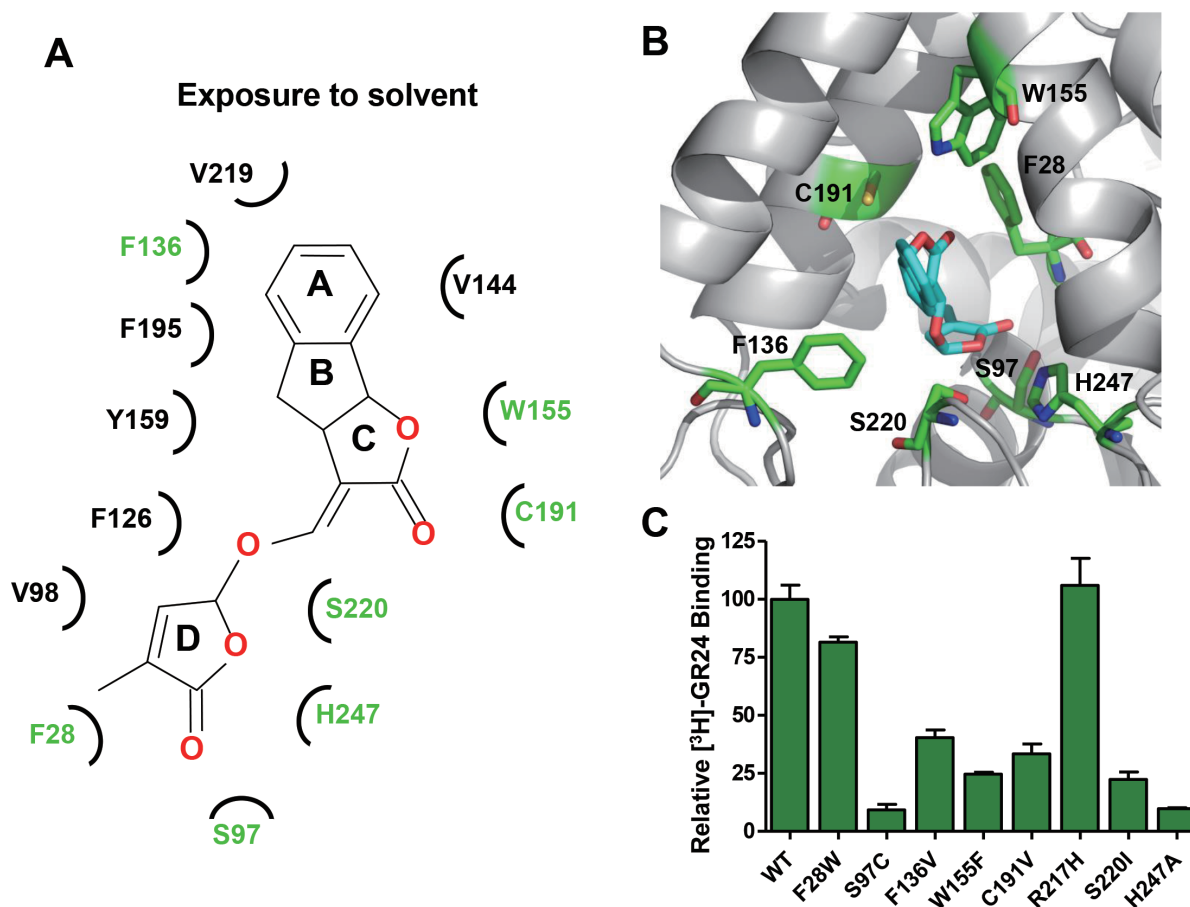 A
Exposure to solvent
V219
F136
F195
Y159
F126
V98
F28
S97
V144
W155
C191
S220
H247
A
B
C
D
O
O
O
O
O
B
W155
F28
C191
F136
S97
H247
S220
C
Relative [³H]-GR24 Binding
125
100
75
50
25
0
WT
F28W
S97C
F136V
W155F
C191V
R217H
S220I
H247A